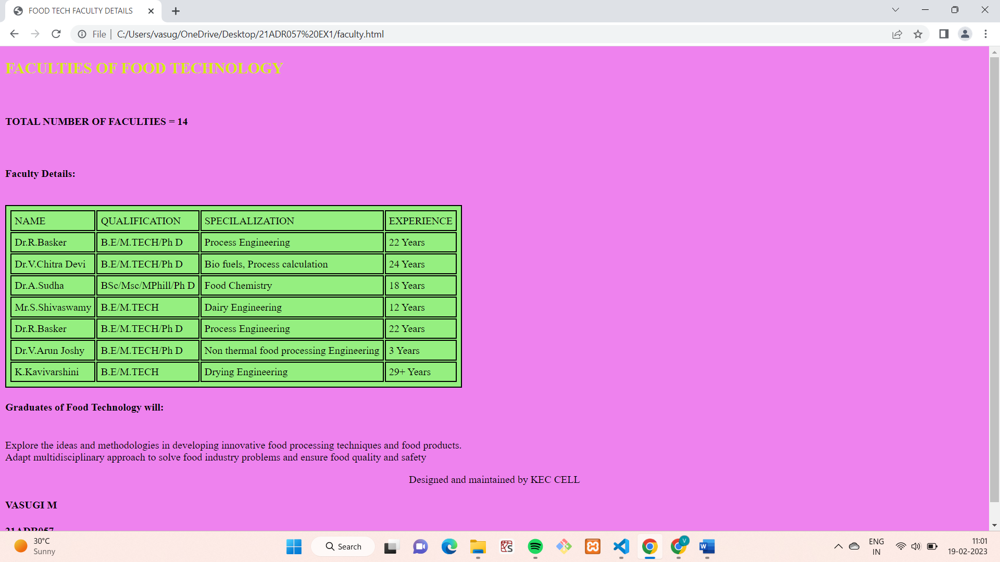 FOOD TECH FACULTY DETAILS
File | C:/Users/vasug/OneDrive/Desktop/21ADR057%20EX1/faculty.html
FACULTIES OF FOOD TECHNOLOGY
TOTAL NUMBER OF FACULTIES = 14
Faculty Details:
NAME QUALIFICATION SPECILALIZATION EXPERIENCE
Dr.R.Basker B.E/M.TECH/Ph D Process Engineering 22 Years
Dr.V.Chitra Devi B.E/M.TECH/Ph D Bio fuels, Process calculation 24 Years
Dr.A.Sudha BSc/Msc/MPhill/Ph D Food Chemistry 18 Years
Mr.S.Shivaswamy B.E/M.TECH Dairy Engineering 12 Years
Dr.R.Basker B.E/M.TECH/Ph D Process Engineering 22 Years
Dr.V.Arun Joshy B.E/M.TECH/Ph D Non thermal food processing Engineering 3 Years
K.Kavivarshini B.E/M.TECH Drying Engineering 29+ Years
Graduates of Food Technology will:
Explore the ideas and methodologies in developing innovative food processing techniques and food products.
Adapt multidisciplinary approach to solve food industry problems and ensure food quality and safety
Designed and maintained by KEC CELL
VASUGI M
21ADR057
30°C
Sunny
Search
V
W
ENG
IN
11:01
19-02-2023